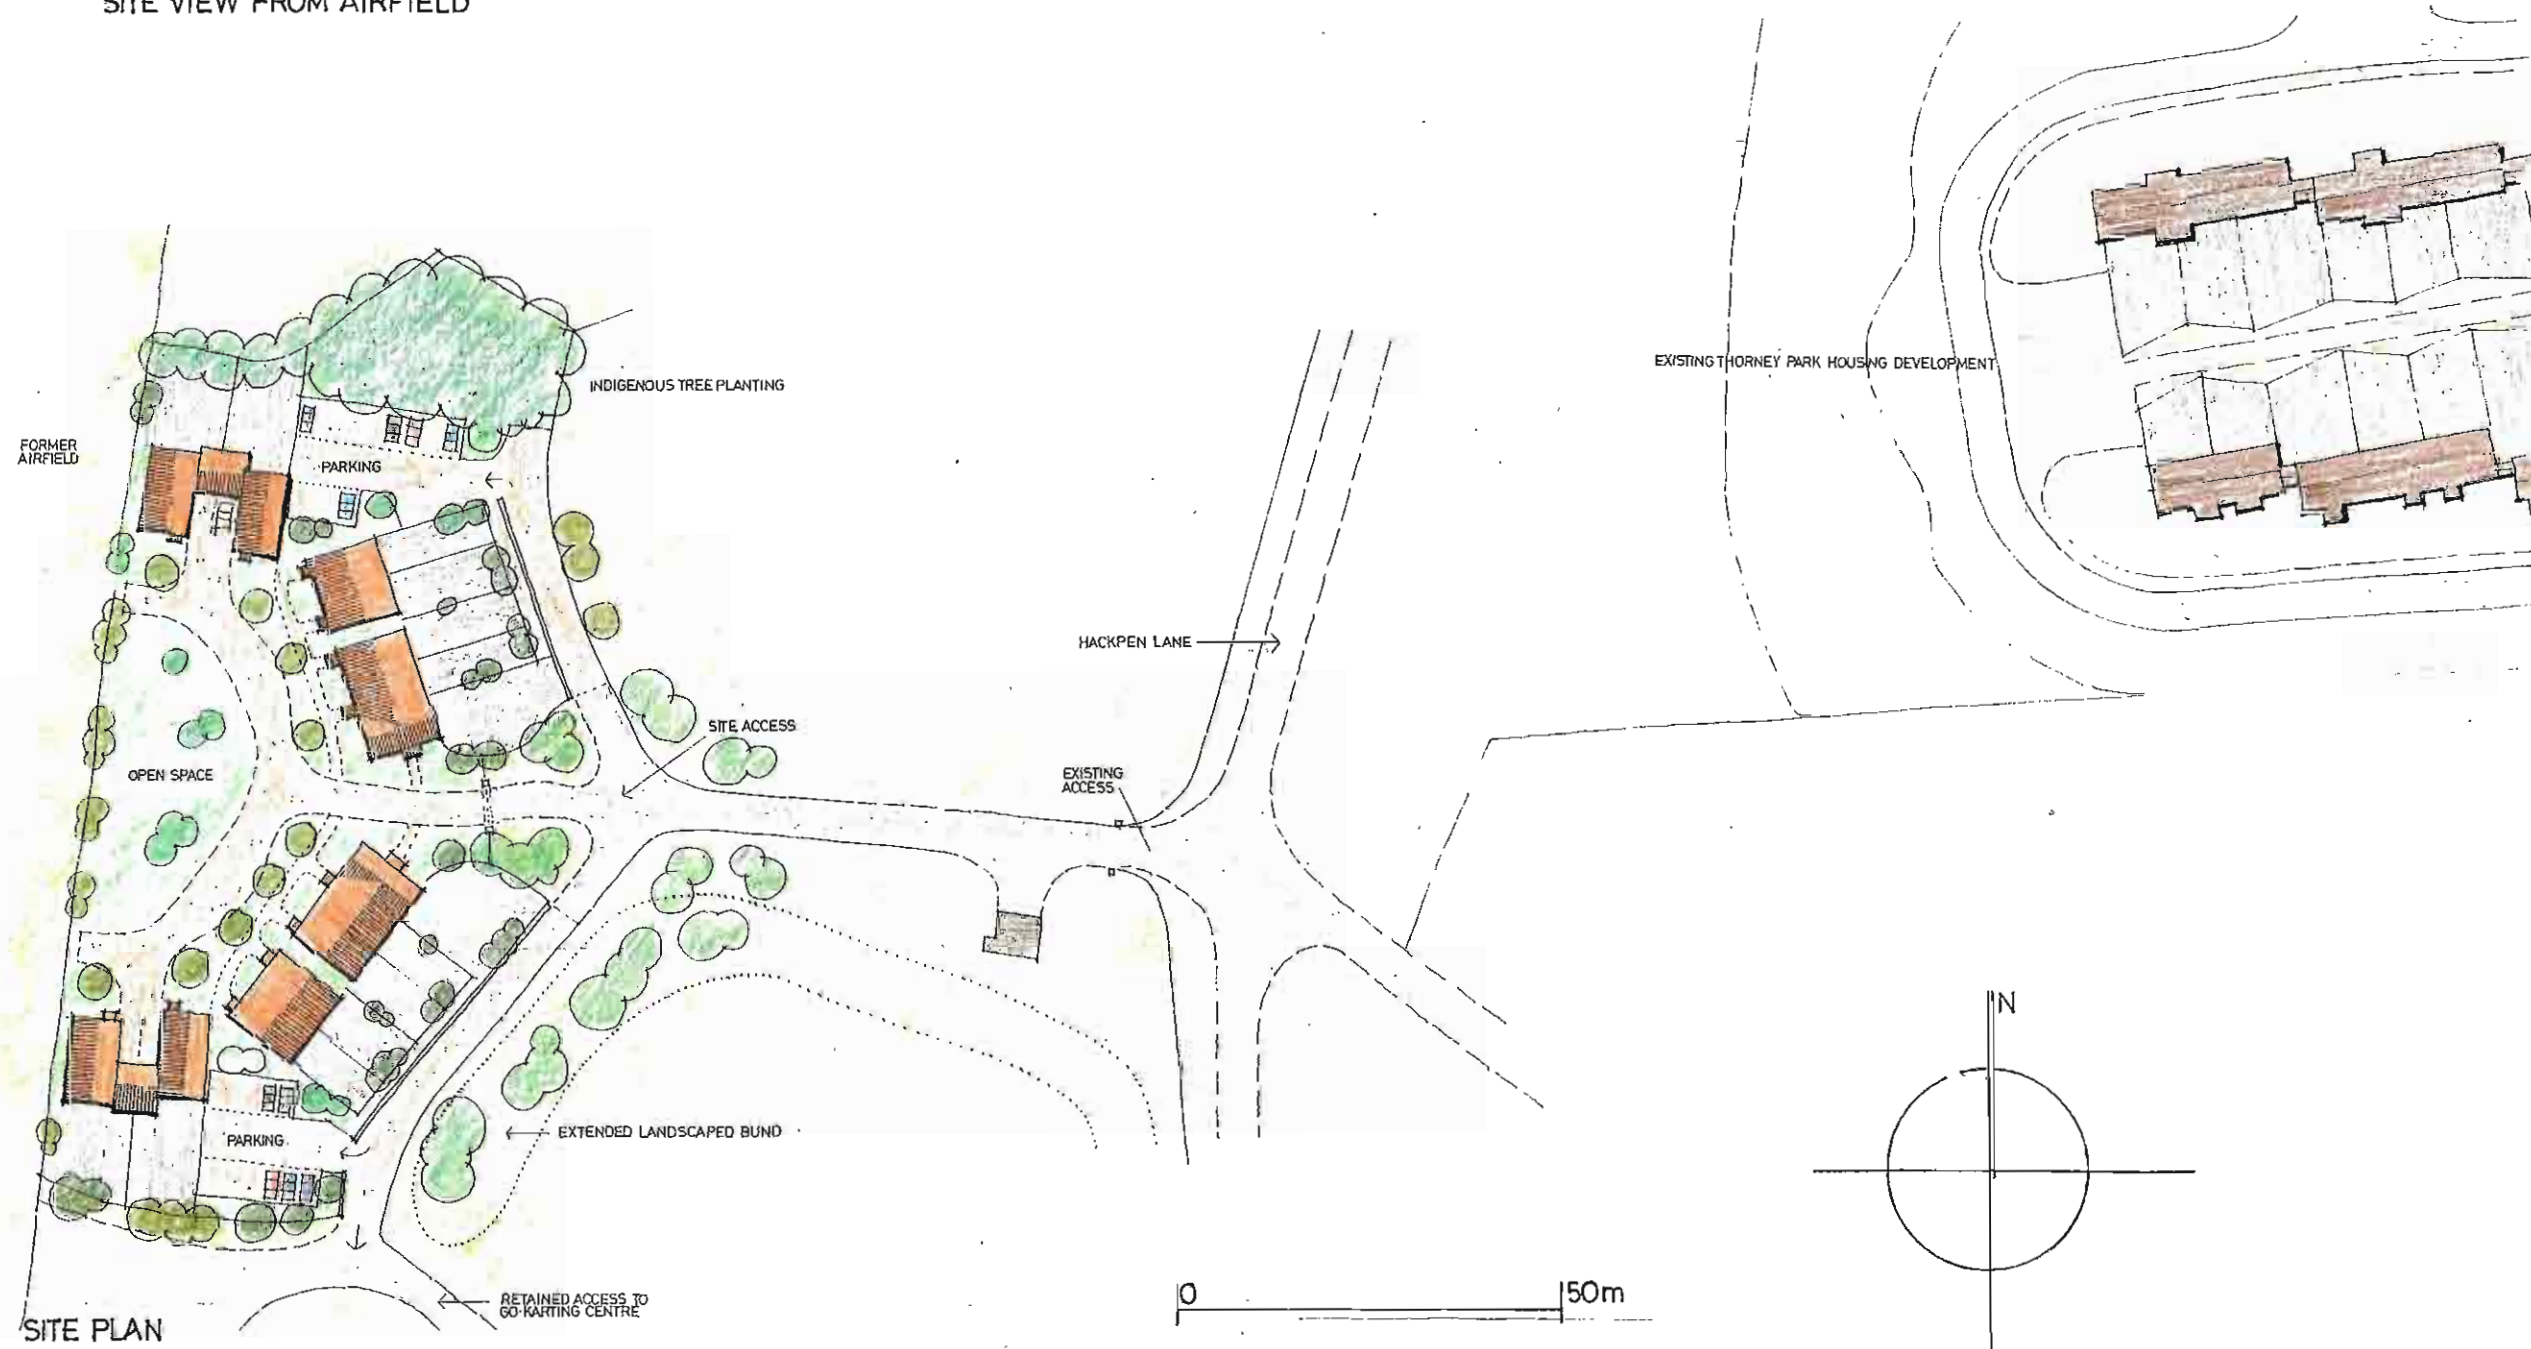 SITE VIEW FROM AIRFIELD
EXISTING THORNEY PARK HOUSING DEVELOPMENT
INDIGENOUS TREE PLANTING
FORMER
AIRFIELD
PARKING
HACKPEN LANE
SITE ACCESS
OPEN SPACE
EXISTING
ACCESS
N
EXTENDED LANDSCAPED BUND
PARKING
0
50m
RETAINED ACCESS TO
GO-KARTING CENTRE
SITE PLAN